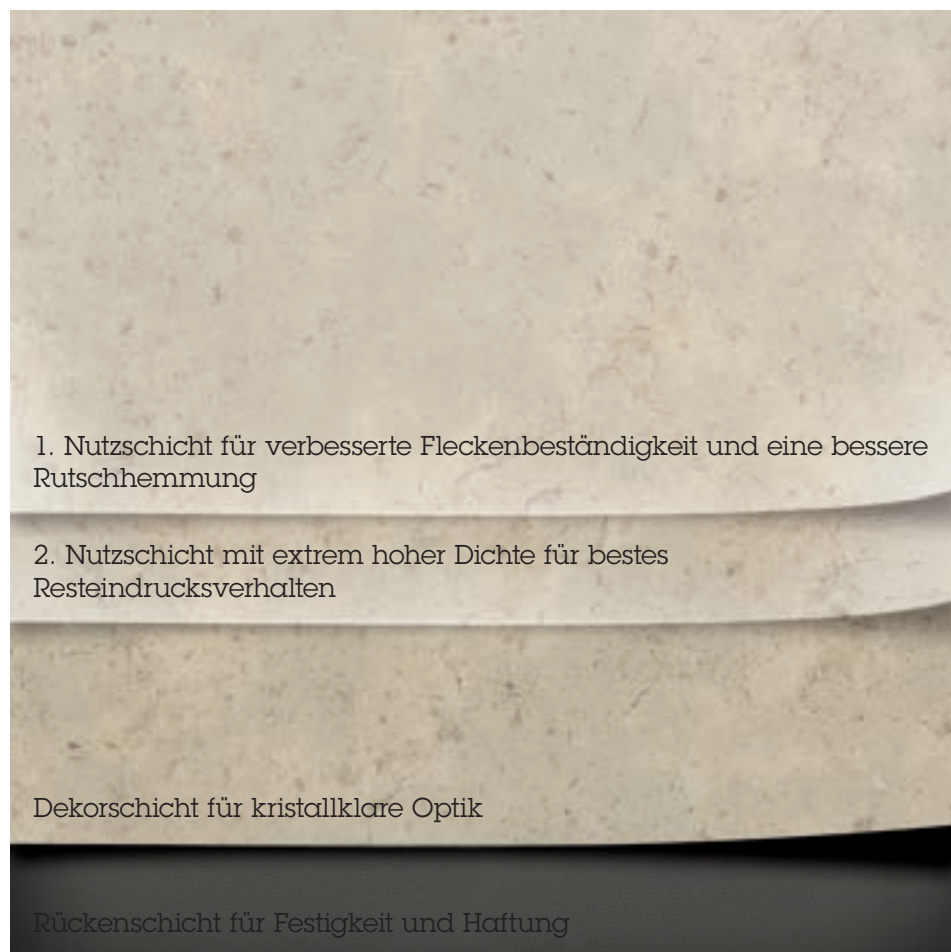 1. Nutzschicht für verbesserte Fleckenbeständigkeit und eine bessere
Rutschhemmung
2. Nutzschicht mit extrem hoher Dichte für bestes
Resteindrucksverhalten
Dekorschicht für kristallklare Optik
Rückenschicht für Festigkeit und Haftung